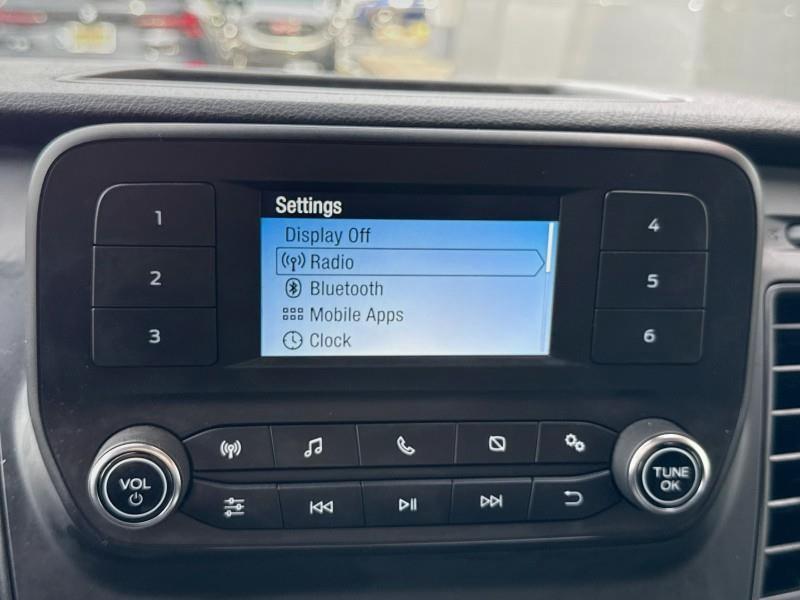 Settings
Display Off
Radio
Bluetooth
Mobile Apps
Clock
1
2
3
4
5
6
VOL
TUNE
OK